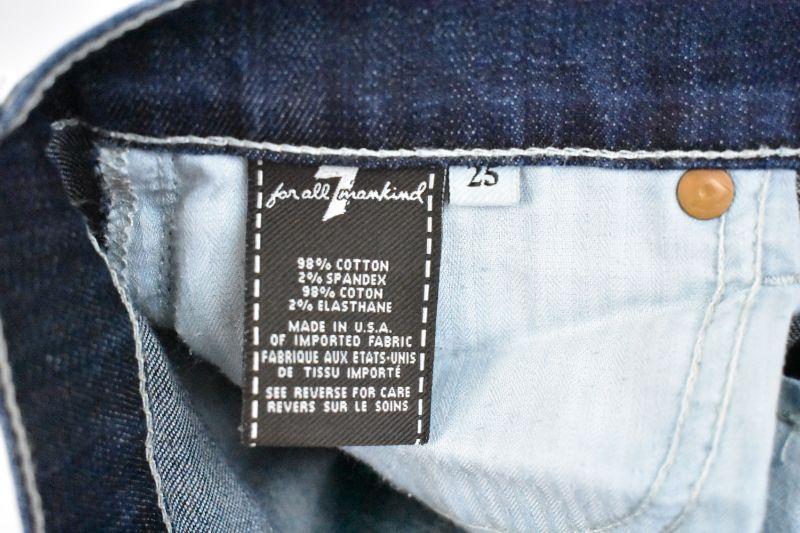 7
for all mankind
25
98% COTTON
2% SPANDEX
98% COTON
2% ELASTHANE
MADE IN U.S.A.
OF IMPORTED FABRIC
FABRIQUE AUX ETATS-UNIS
DE TISSU IMPORTÉ
SEE REVERSE FOR CARE
REVERS SUR LE SOINS